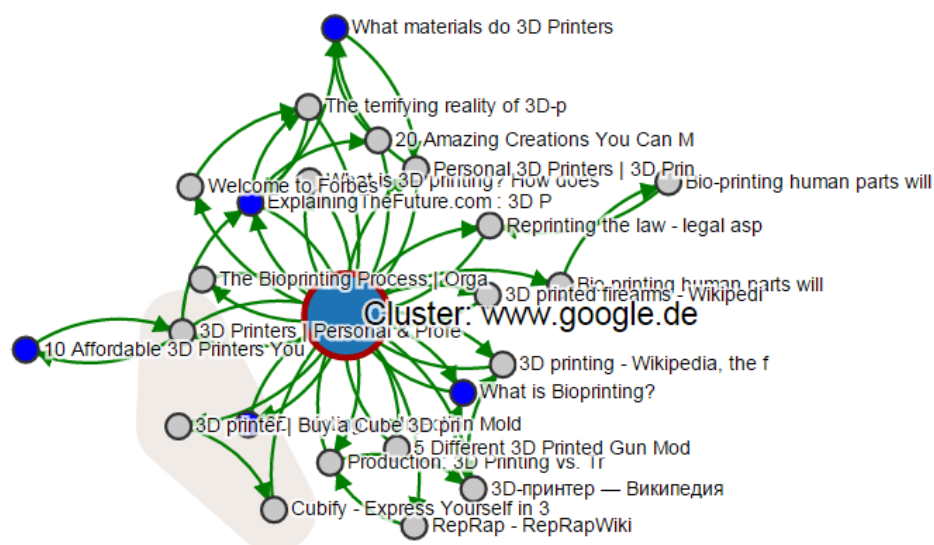 What materials do 3D Printers
The terrifying reality of 3D-p
20 Amazing Creations You Can M
Personal 3D Printers | 3D Prin
What is 3D printing? How does
Bio-printing human parts will
Welcome to Forbes
ExplainingTheFuture.com : 3D P
Reprinting the law - legal asp
The Bioprinting Process | Orga
Bio-printing human parts will
3D printed firearms - Wikipedi
Cluster: www.google.de
3D Printers | Personal & Profe
10 Affordable 3D Printers You
3D printing - Wikipedia, the f
What is Bioprinting?
3D printer | Buy a Cube 3D pri
Mold
5 Different 3D Printed Gun Mod
Production: 3D Printing vs. Tr
3D-принтер — Википедия
Cubify - Express Yourself in 3
RepRap - RepRapWiki